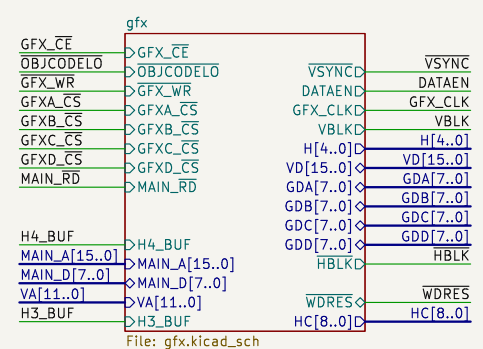 gfx
GFX_CE GFX_CE
OBJCODELO OBJCODELO VSYNC VSYNC
GFX_WR GFX_WR DATAEN DATAEN
GFXA_CS GFXA_CS GFX_CLK GFX_CLK
GFXB_CS GFXB_CS VBLK VBLK
GFXC_CS GFXC_CS H[4..0] H[4..0]
GFXD_CS GFXD_CS VD[15..0] VD[15..0]
MAIN_RD MAIN_RD GDA[7..0] GDA[7..0]
GDB[7..0] GDB[7..0]
GDC[7..0] GDC[7..0]
H4_BUF H4_BUF GDD[7..0] GDD[7..0]
MAIN_A[15..0] MAIN_A[15..0] HBLK HBLK
MAIN_D[7..0] MAIN_D[7..0]
VA[11..0] VA[11..0] WDRES WDRES
H3_BUF H3_BUF HC[8..0] HC[8..0]
File: gfx.kicad_sch